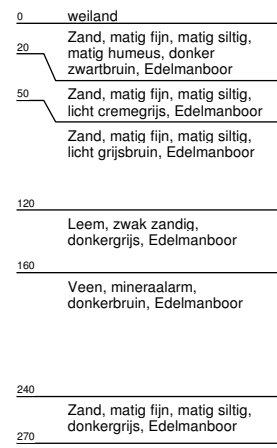 0 weiland
20 Zand, matig fijn, matig siltig,
matig humeus, donker
zwartbruin, Edelmanboor
50 Zand, matig fijn, matig siltig,
licht cremegrijs, Edelmanboor
Zand, matig fijn, matig siltig,
licht grijsbruin, Edelmanboor
120
Leem, zwak zandig,
donkergrijs, Edelmanboor
160
Veen, mineraalarm,
donkerbruin, Edelmanboor
240
Zand, matig fijn, matig siltig,
donkergrijs, Edelmanboor
270